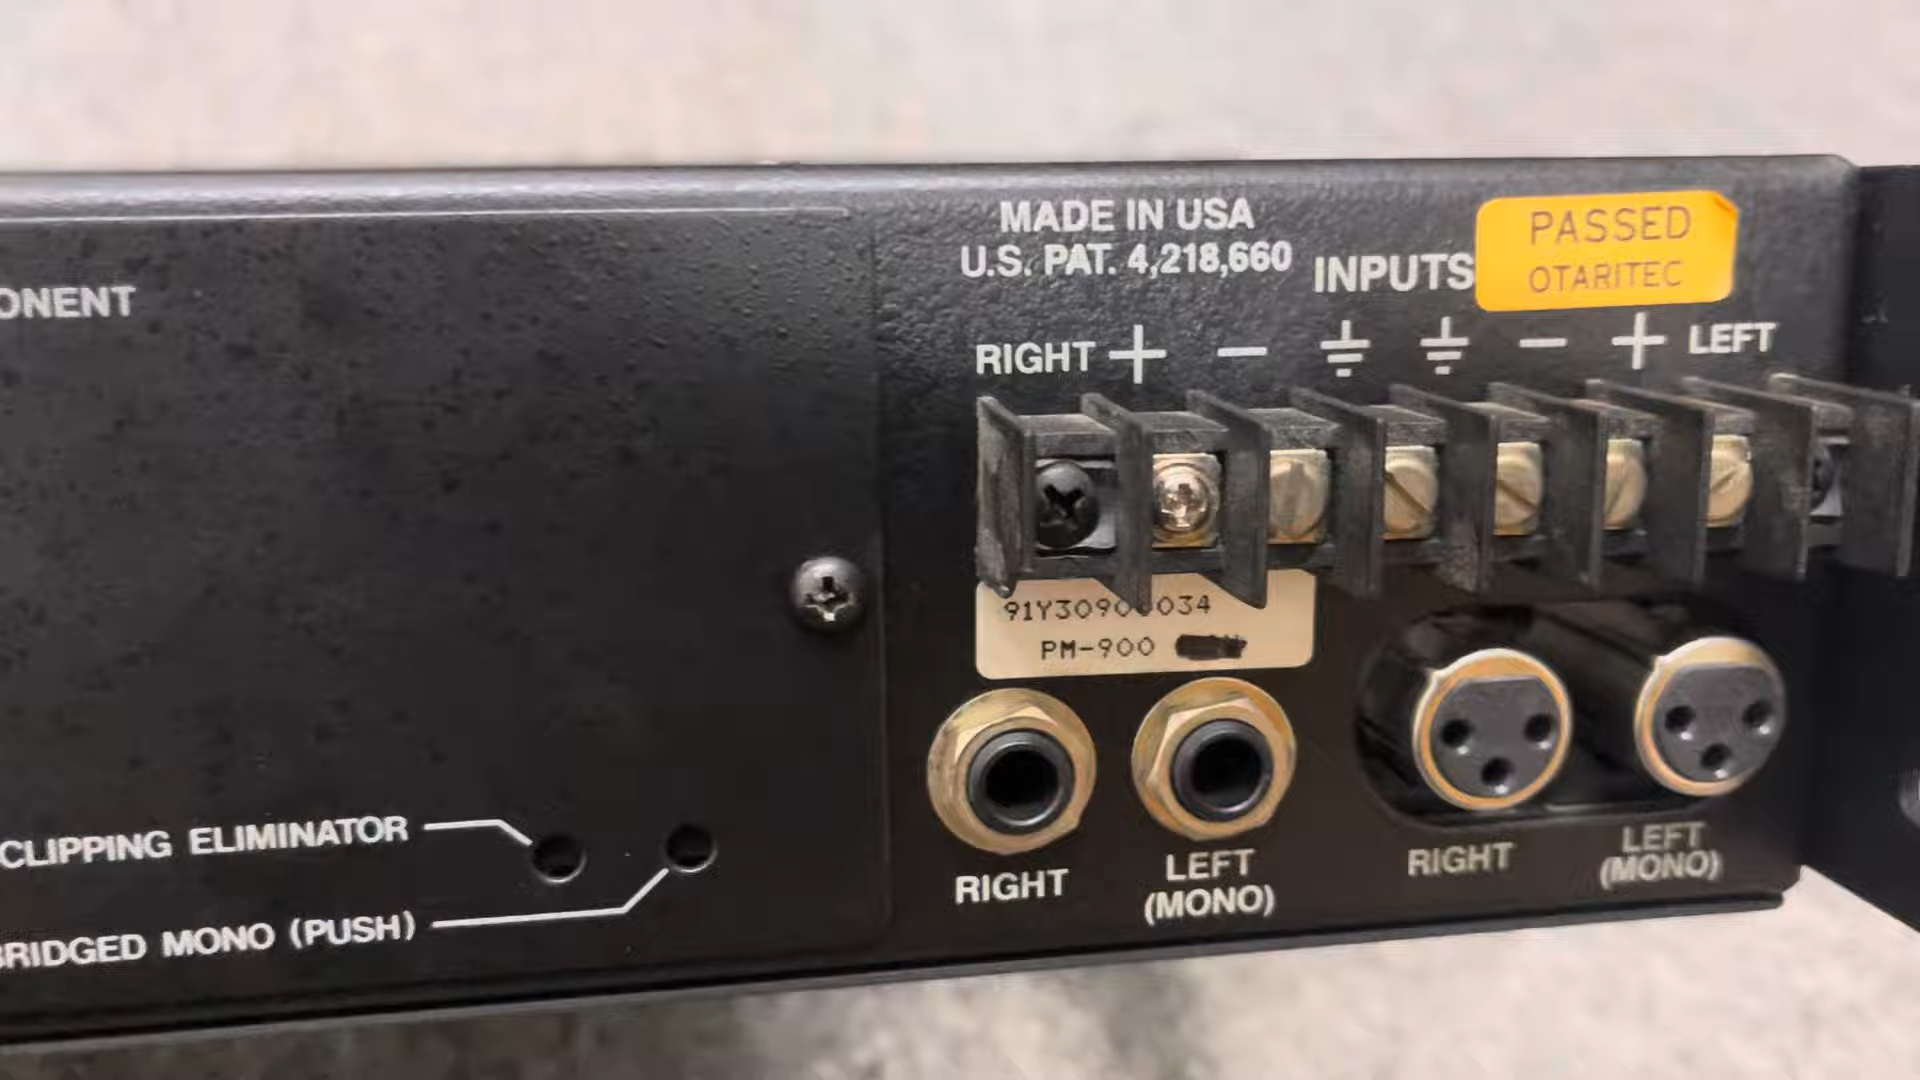 ONENT
CLIPPING ELIMINATOR
BRIDGED MONO (PUSH)
MADE IN USA
U.S. PAT. 4,218,660
INPUTS
PASSED
OTARITEC
RIGHT + − ⏚ ⏚ − + LEFT
PM-900
RIGHT
LEFT
(MONO)
RIGHT
LEFT
(MONO)